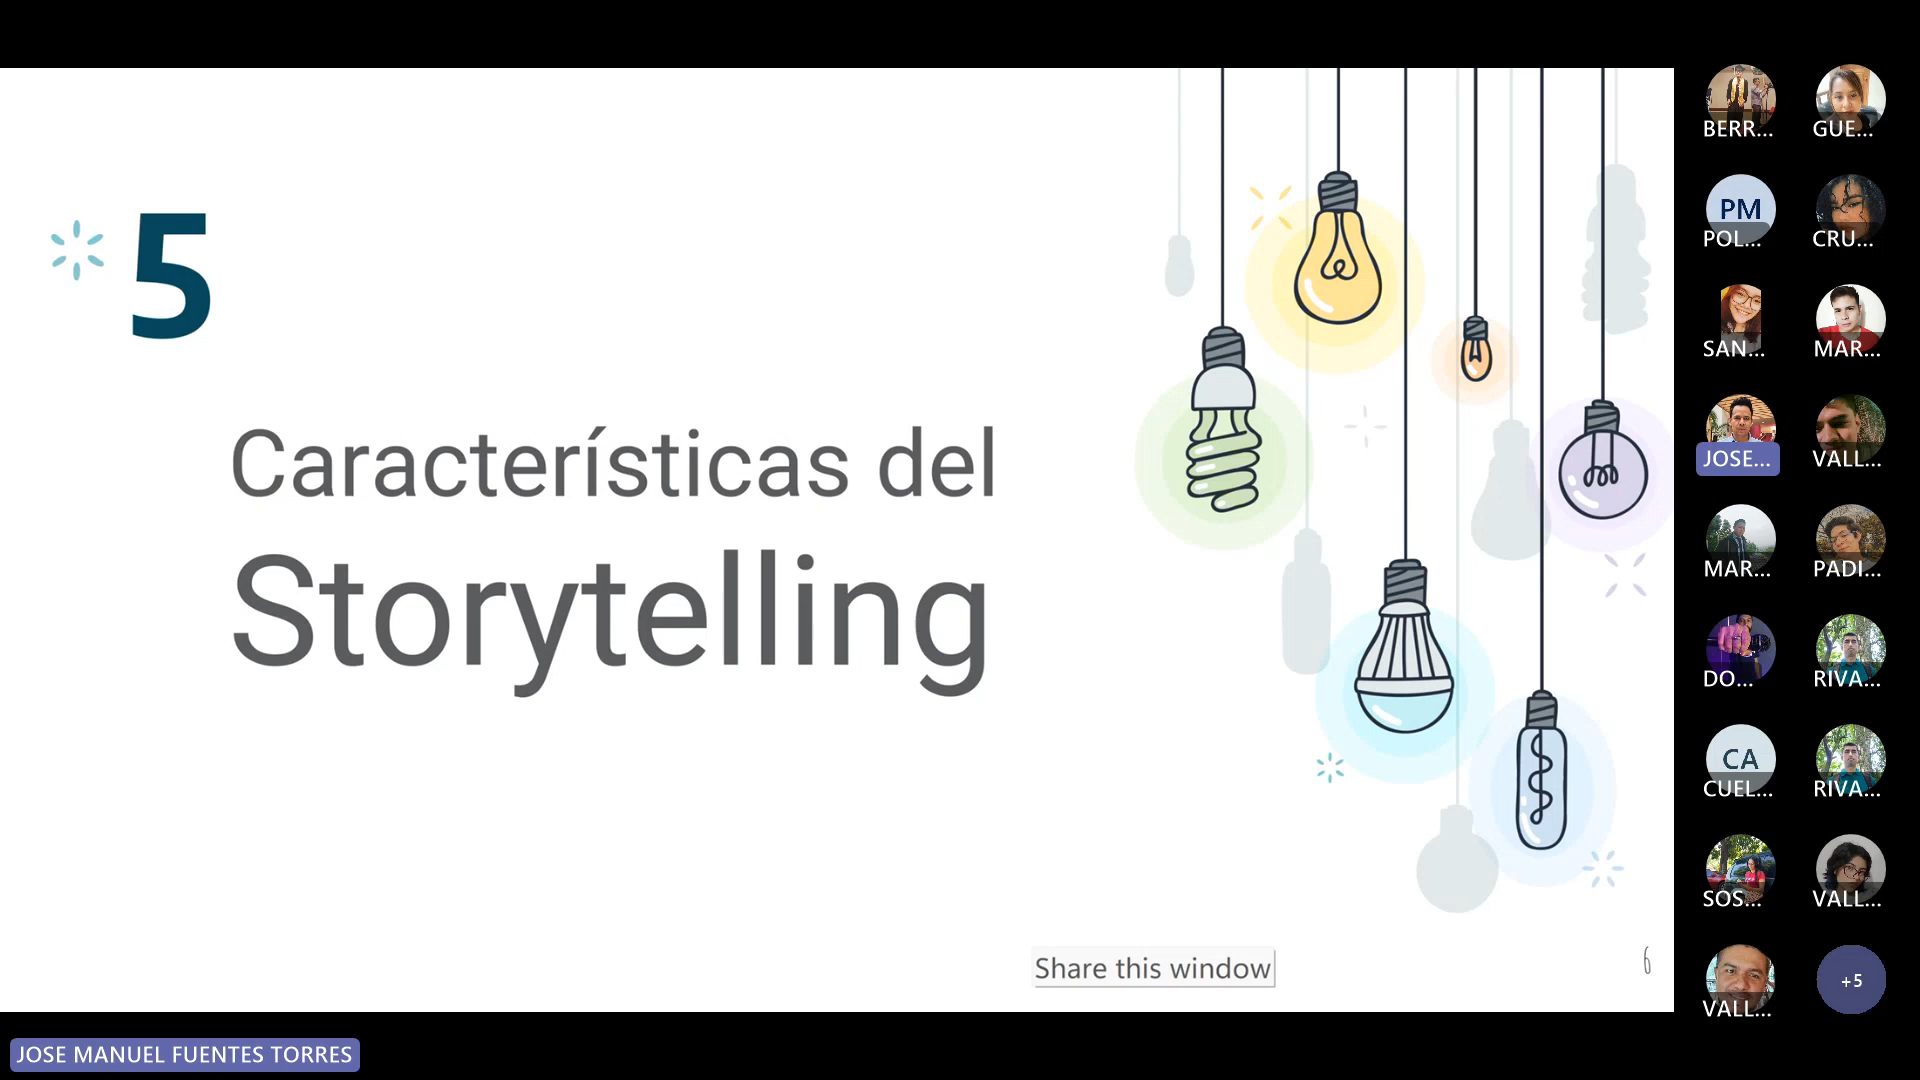 5
Características del
Storytelling
Share this window
6
BERR...
GUE...
PM
POL...
CRU...
SAN...
MAR...
JOSE...
VALL...
MAR...
PADI...
DO...
RIVA...
CA
CUEL...
RIVA...
SOS...
VALL...
VALL...
+5
JOSE MANUEL FUENTES TORRES